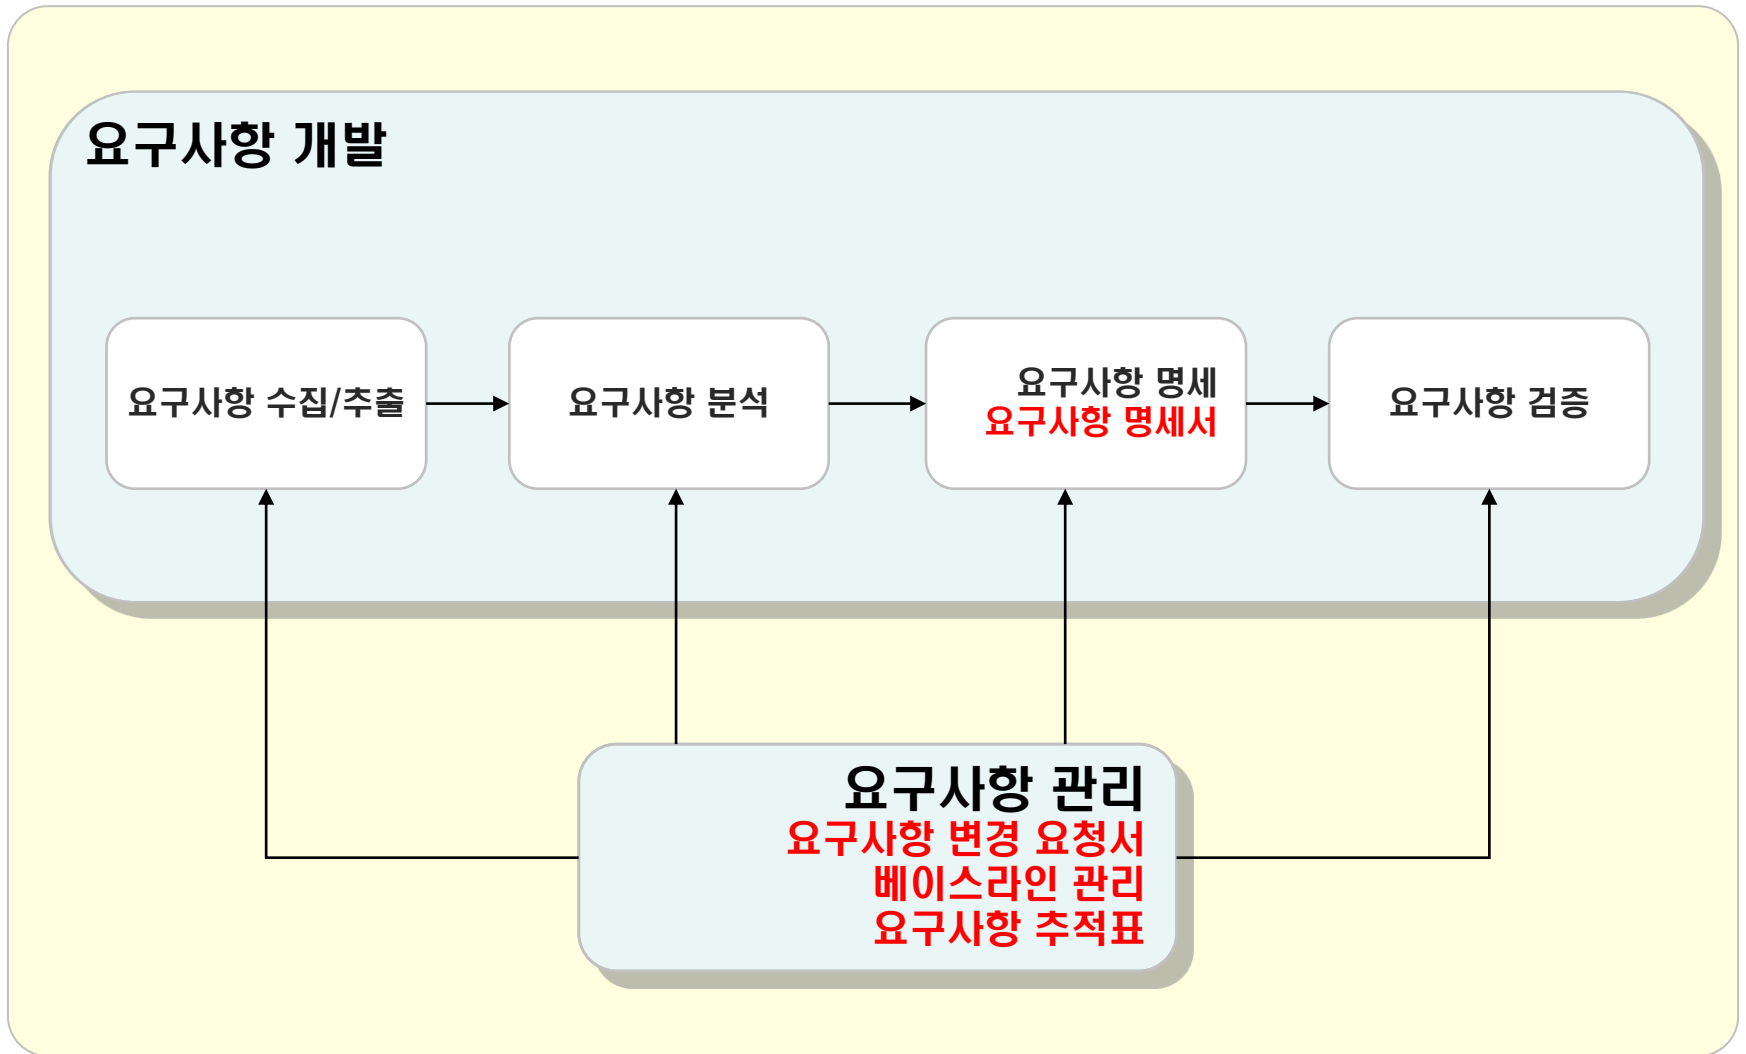 요구사항 개발
요구사항 수집/추출
요구사항 분석
요구사항 명세
요구사항 명세서
요구사항 검증
요구사항 관리
요구사항 변경 요청서
베이스라인 관리
요구사항 추적표